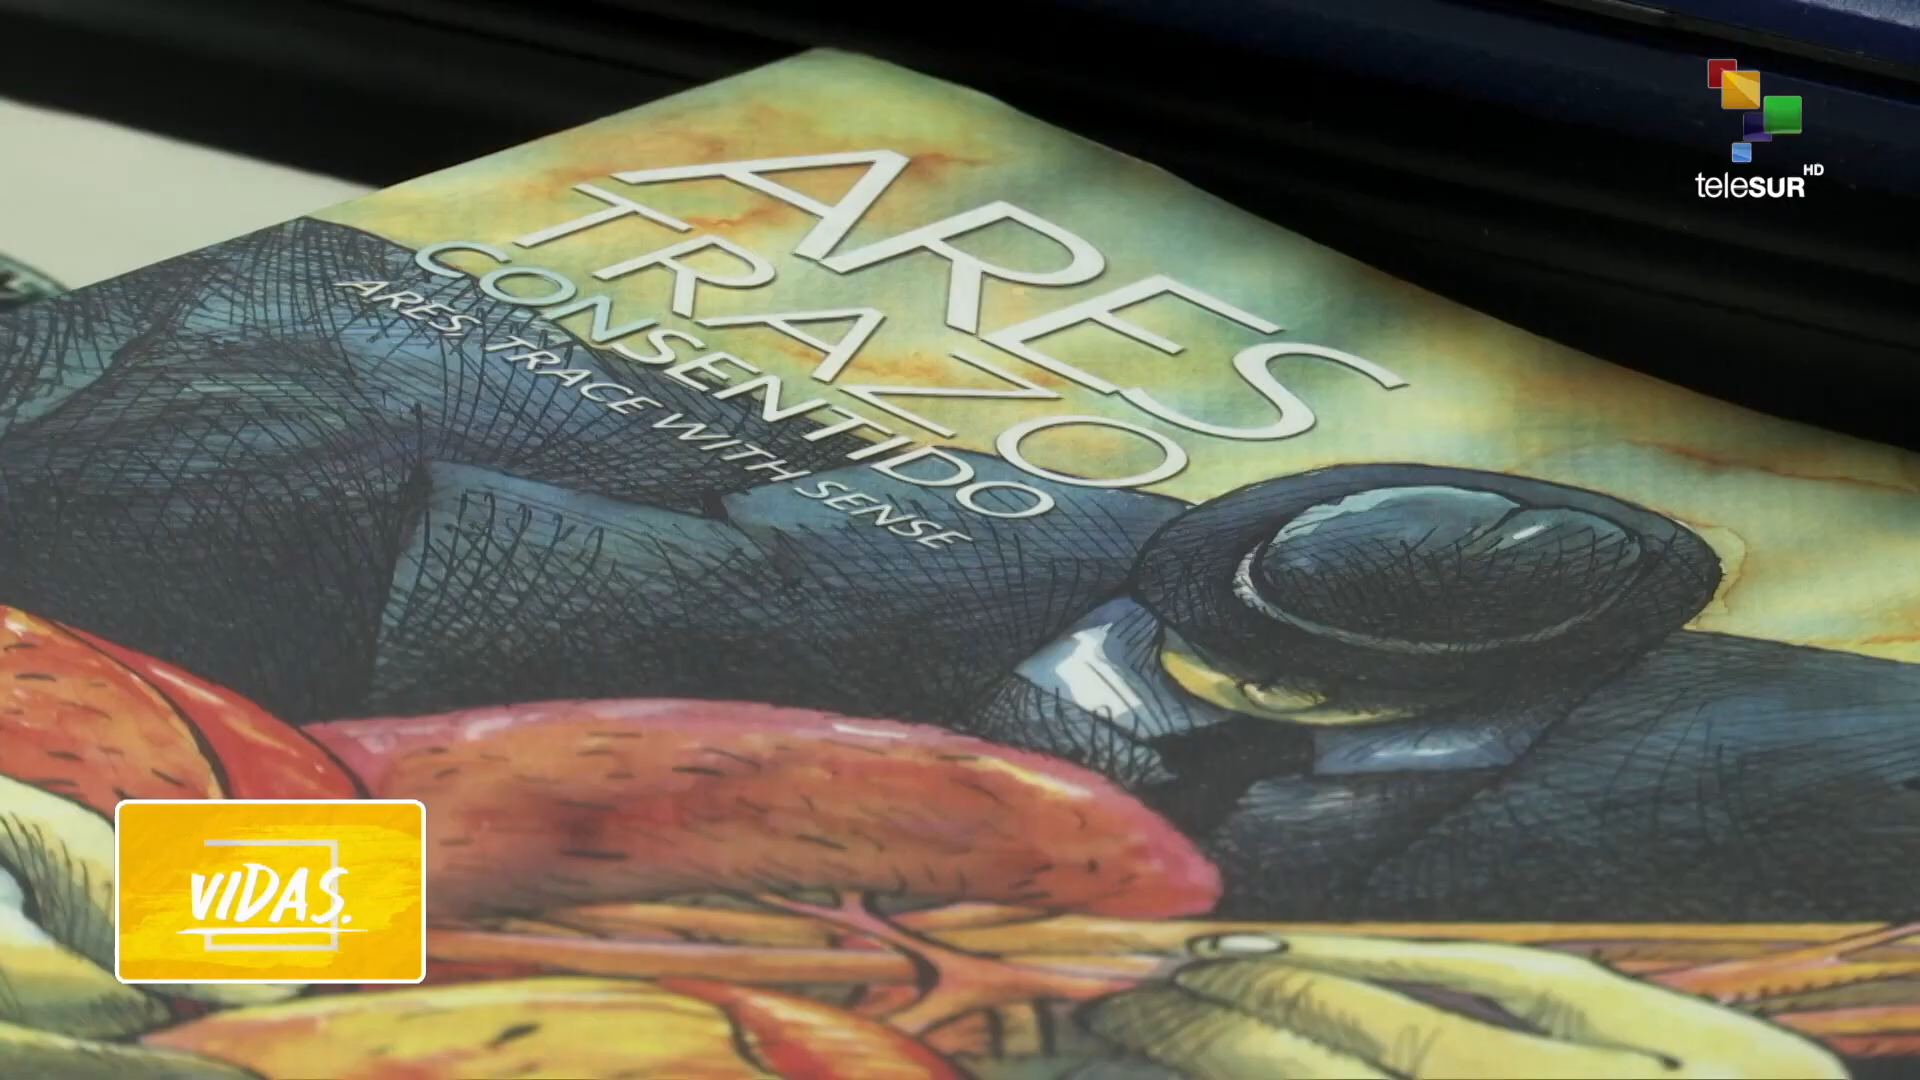 ARES
TRAZO
CONSENTIDO
ARES TRACE WITH SENSE
teleSUR HD
VIDAS.